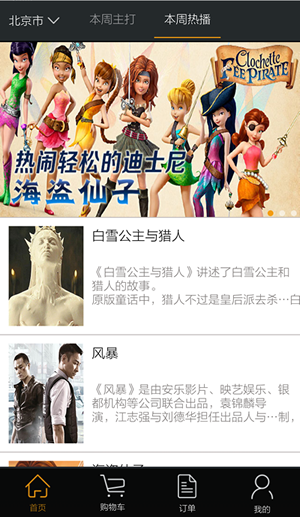 北京市
本周主打
本周热播
Clochette
ET LA
FÉE PIRATE
热闹轻松的迪士尼
海盗仙子
白雪公主与猎人
《白雪公主与猎人》讲述了白雪公主和
猎人的故事。
原版童话中，猎人不过是皇后派去杀…白
风暴
《风暴》是由安乐影片、映艺娱乐、银
都机构等公司联合出品，袁锦麟导
演，江志强与刘德华担任出品人与…制，
海盗仙子
首页
购物车
订单
我的